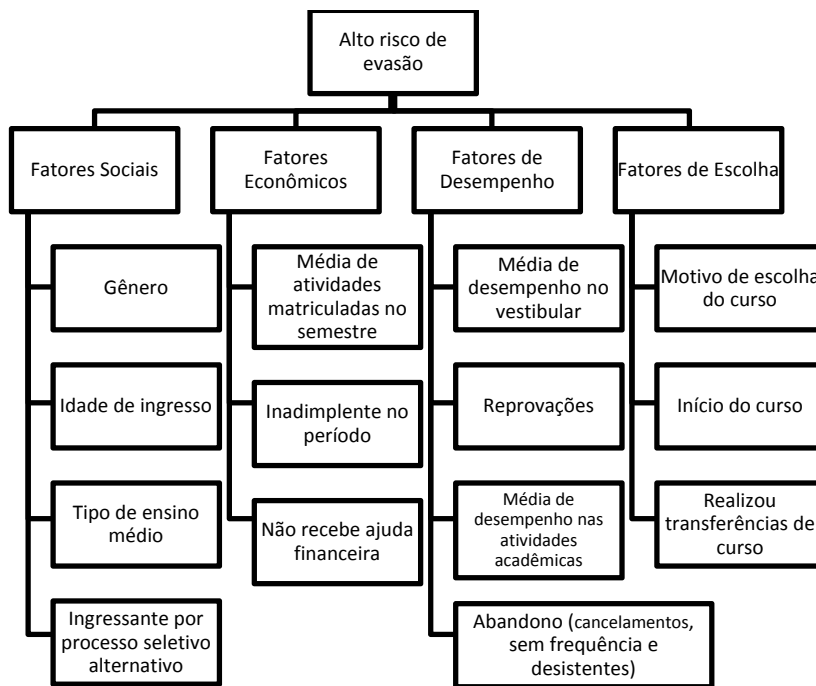 Alto risco de
evasão
Fatores Sociais
Fatores
Econômicos
Fatores de
Desempenho
Fatores de Escolha
Gênero
Idade de ingresso
Tipo de ensino
médio
Ingressante por
processo seletivo
alternativo
Média de
atividades
matriculadas no
semestre
Inadimplente no
período
Não recebe ajuda
financeira
Média de
desempenho no
vestibular
Reprovações
Média de
desempenho nas
atividades
acadêmicas
Abandono (cancelamentos,
sem frequência e
desistentes)
Motivo de escolha
do curso
Início do curso
Realizou
transferências de
curso